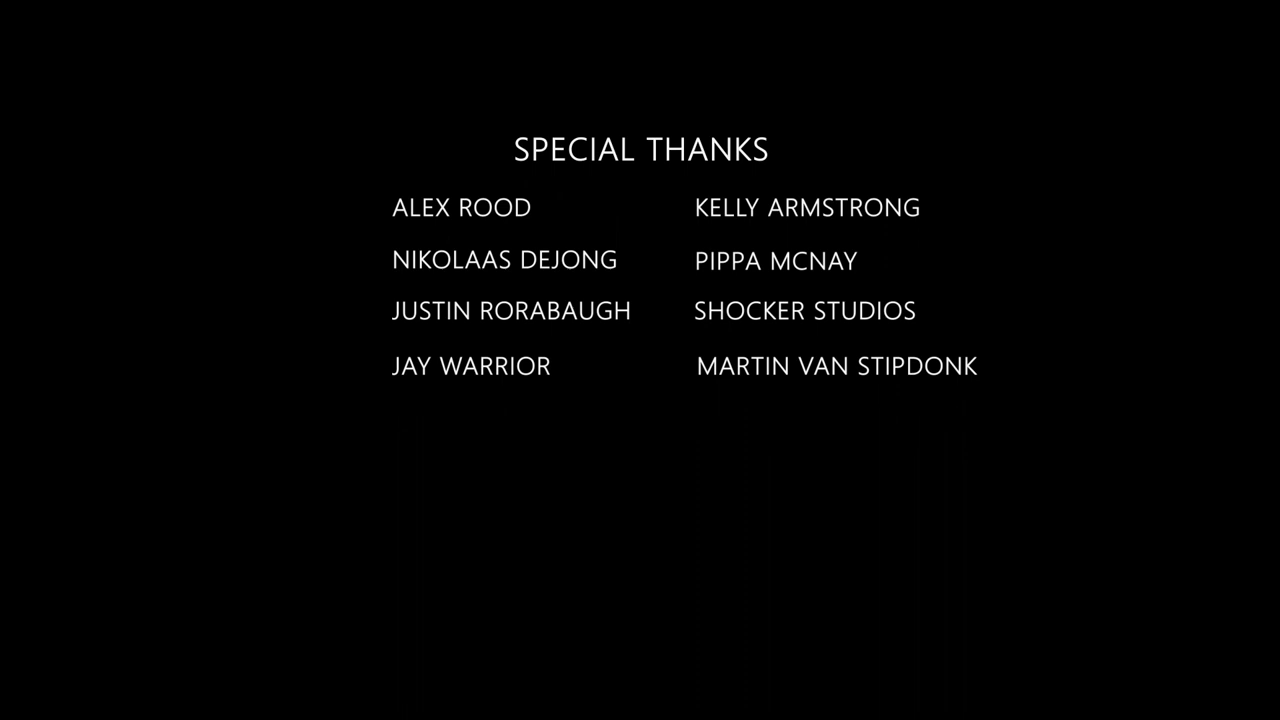 SPECIAL THANKS
ALEX ROOD KELLY ARMSTRONG
NIKOLAAS DEJONG PIPPA MCNAY
JUSTIN RORABAUGH SHOCKER STUDIOS
JAY WARRIOR MARTIN VAN STIPDONK